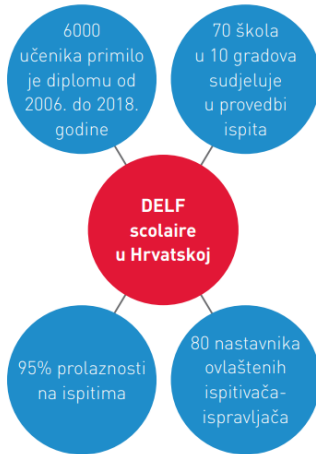 6000
učenika primilo
je diplomu od
2006. do 2018.
godine
70 škola
u 10 gradova
sudjeluje
u provedbi
ispita
DELF
scolaire
u Hrvatskoj
95% prolaznosti
na ispitima
80 nastavnika
ovlaštenih
ispitivača-
ispravljača